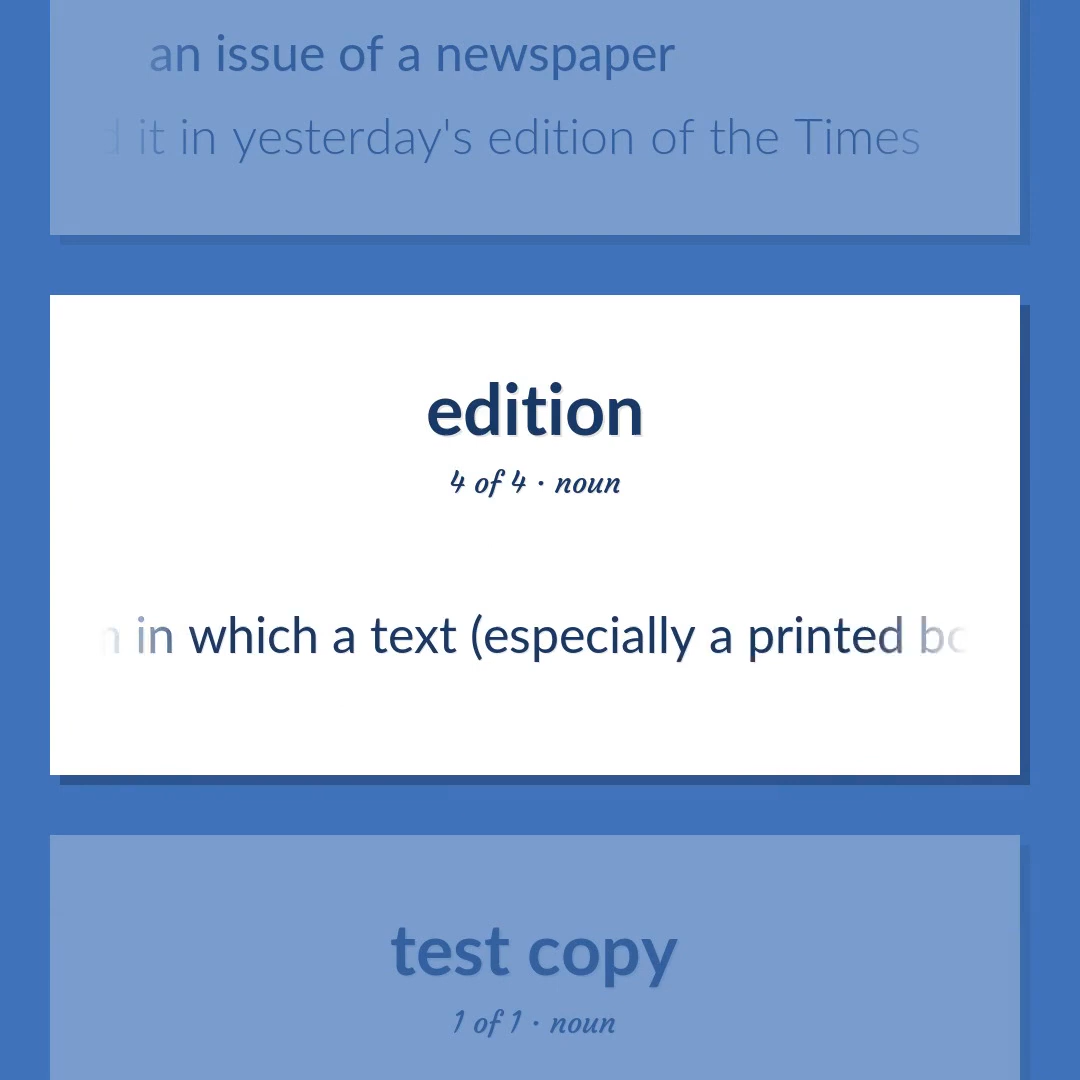 an issue of a newspaper
it in yesterday's edition of the Times
edition
4 of 4 · noun
in which a text (especially a printed
test copy
1 of 1 · noun